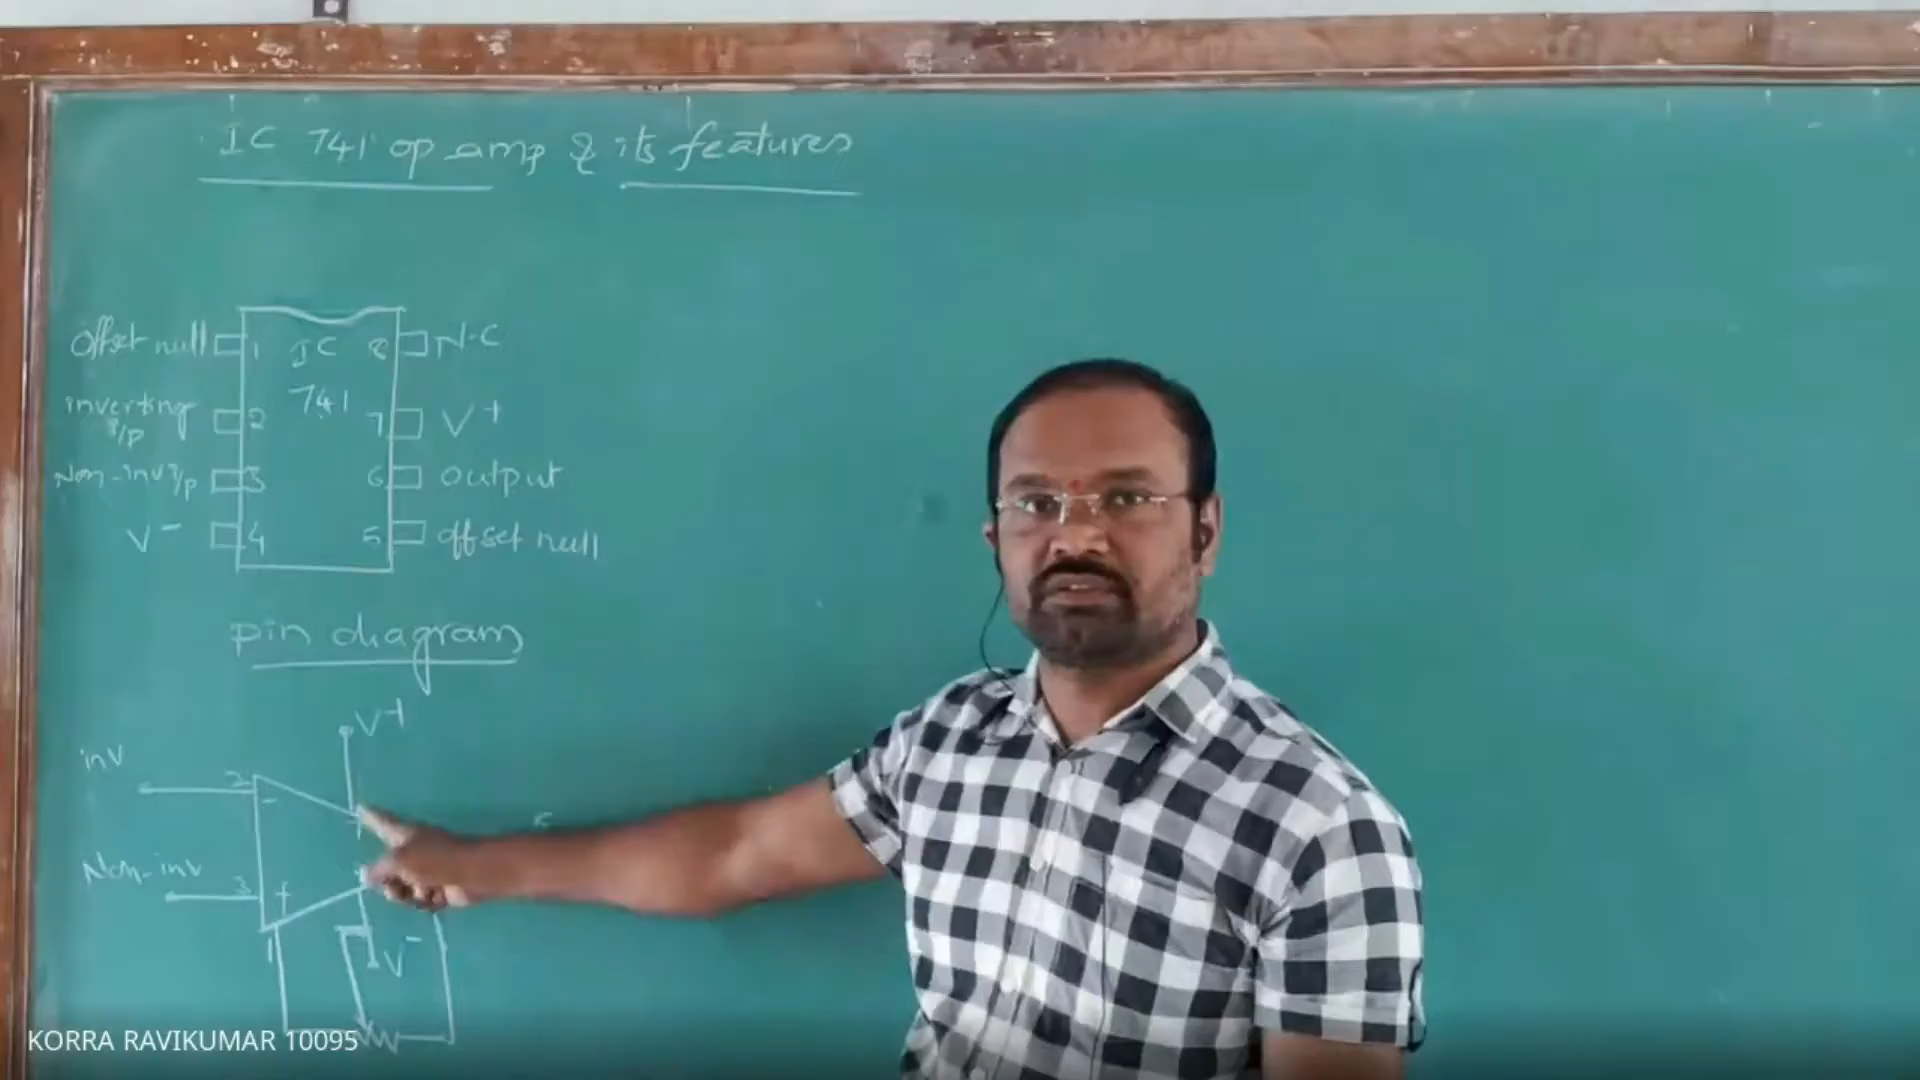 IC 741 op amp & its features
Offset null 1 IC 8 N-C
741
inverting 2 7 V+
i/p
Non-inv i/p 3 6 output
V- 4 5 offset null
pin diagram
V+
inv 2 -
5
Non-inv 3 +
1 V-
KORRA RAVIKUMAR 10095